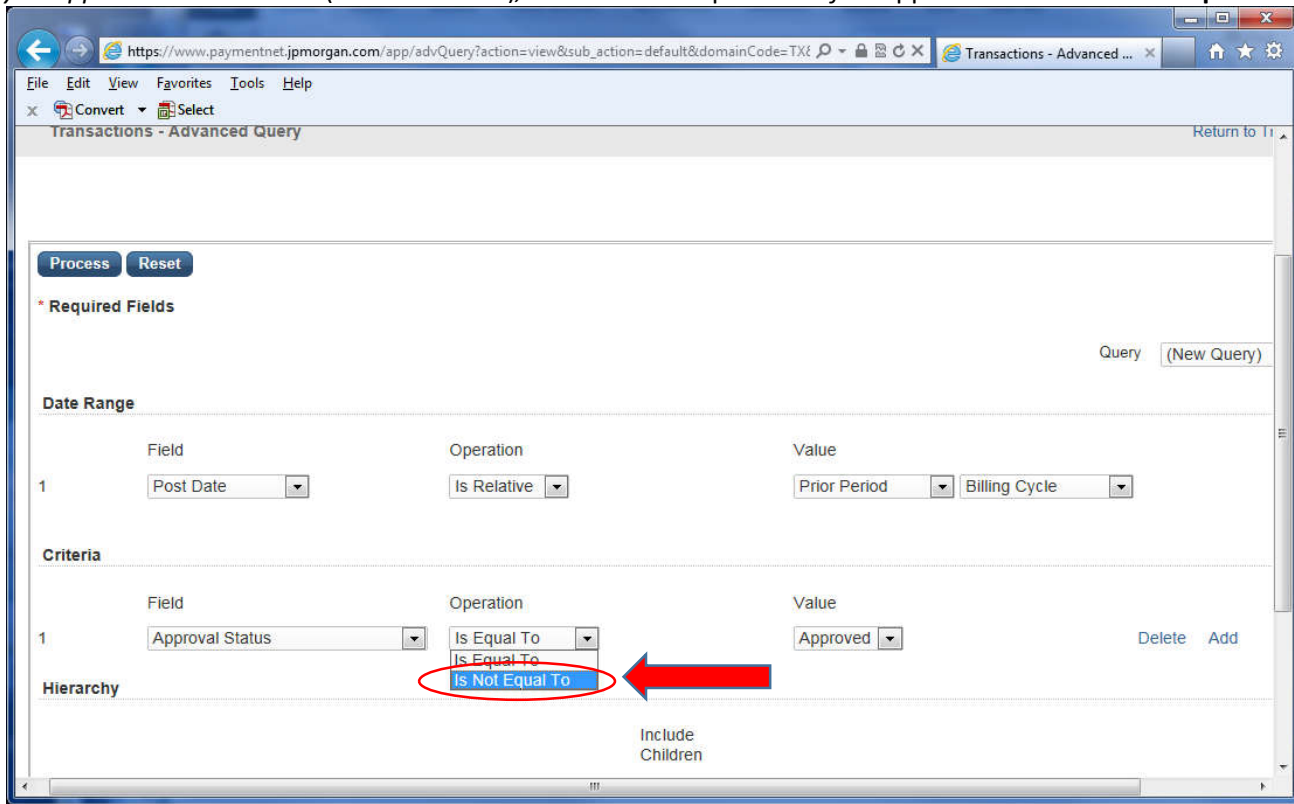 https://www.paymentnet.jpmorgan.com/app/advQuery?action=view&sub_action=default&domainCode=TX Transactions - Advanced ...
File Edit View Favorites Tools Help
x Convert Select
Transactions - Advanced Query Return to
Process Reset
* Required Fields
Query (New Query)
Date Range
Field Operation Value
1 Post Date Is Relative Prior Period Billing Cycle
Criteria
Field Operation Value
1 Approval Status Is Equal To Approved Delete Add
Is Equal To
Is Not Equal To
Hierarchy
Include
Children